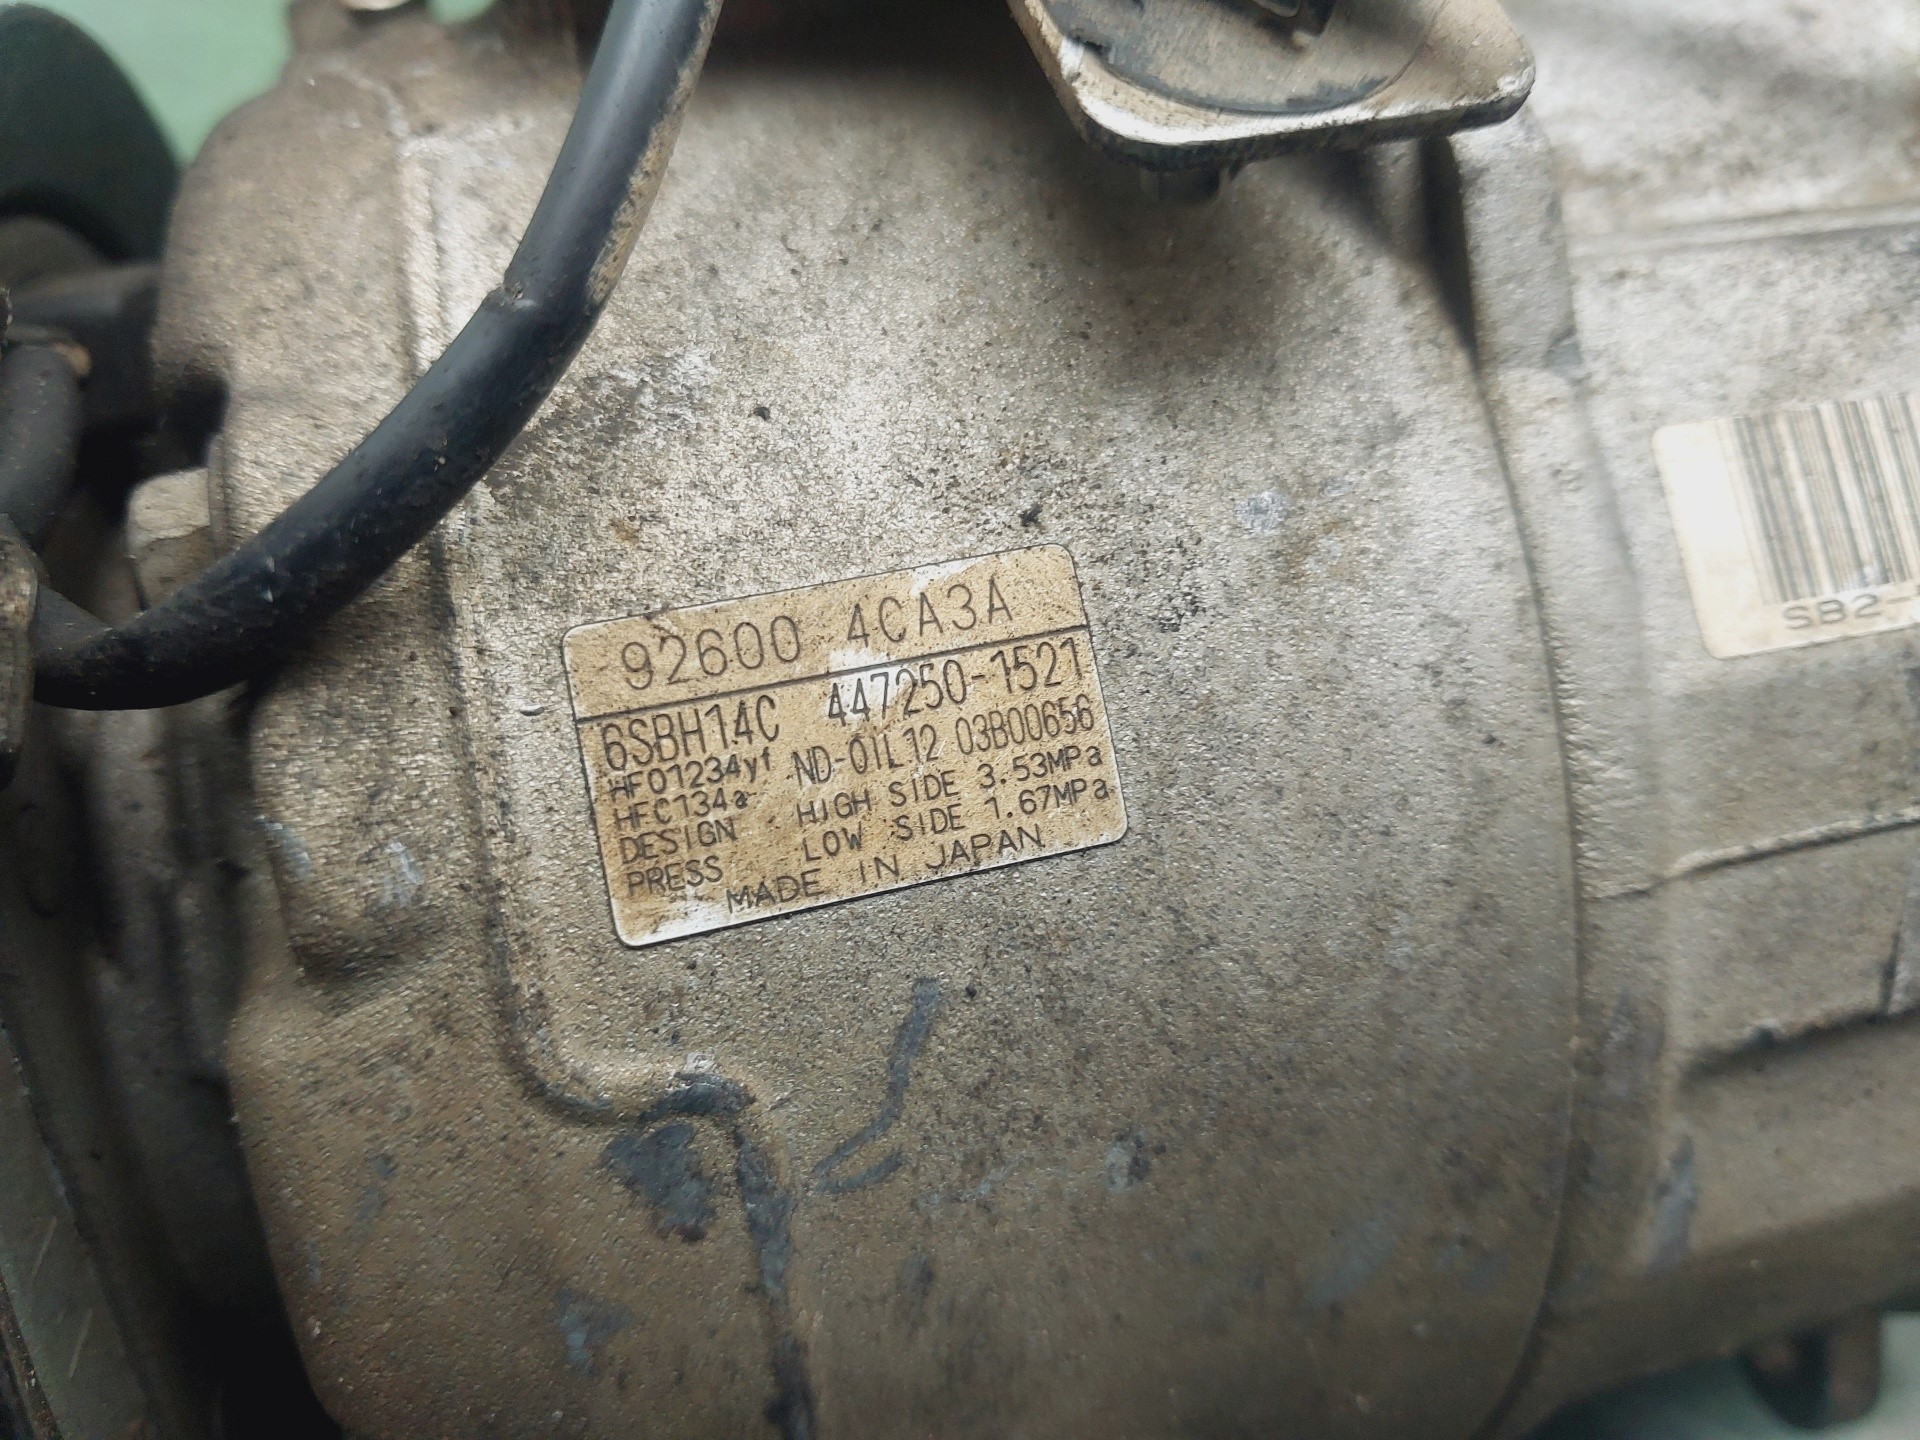 92600 4CA3A
6SBH14C 447250-1521
HFO1234yf ND-OIL12 03B00656
HFC134a
DESIGN HIGH SIDE 3.53MPa
PRESS LOW SIDE 1.67MPa
MADE IN JAPAN
SB2-